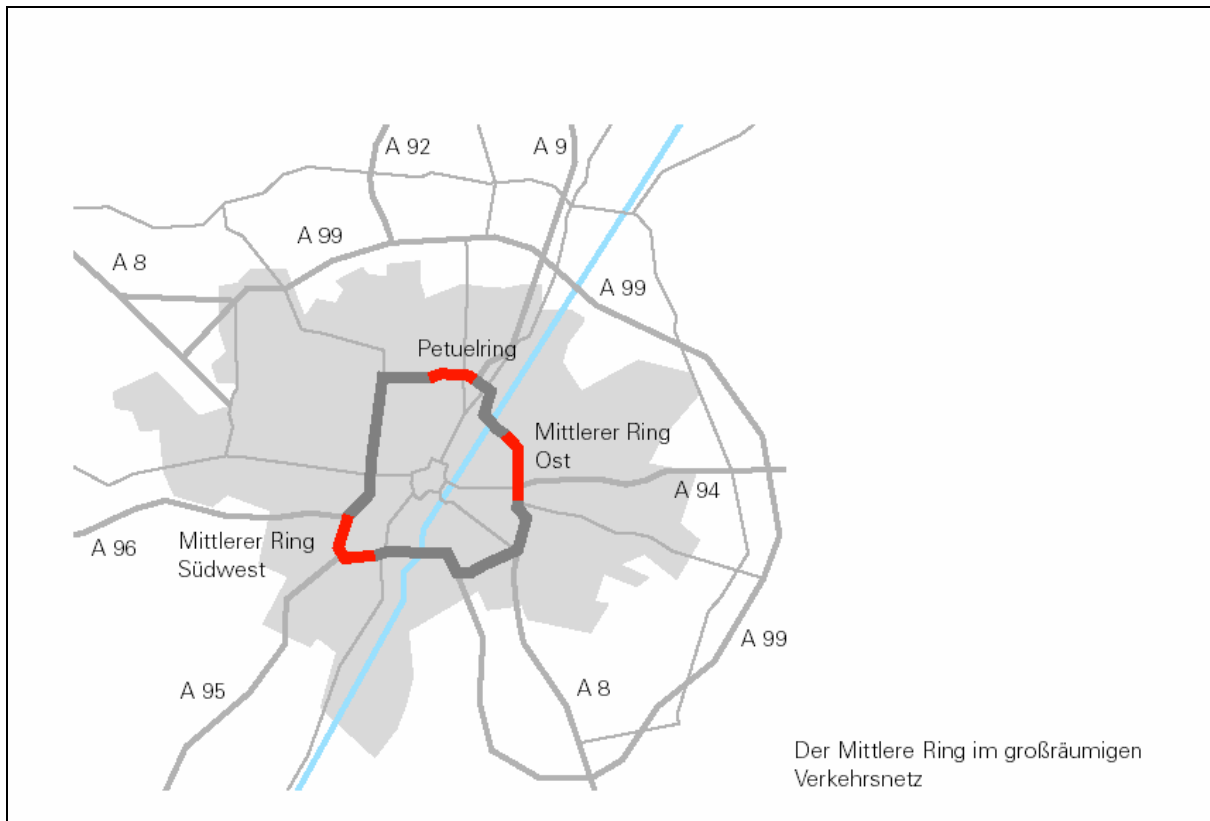 A 92
A 9
A 99
A 8
A 99
Petuelring
Mittlerer Ring
Ost
A 94
A 96
Mittlerer Ring
Südwest
A 99
A 95
A 8
Der Mittlere Ring im großräumigen
Verkehrsnetz